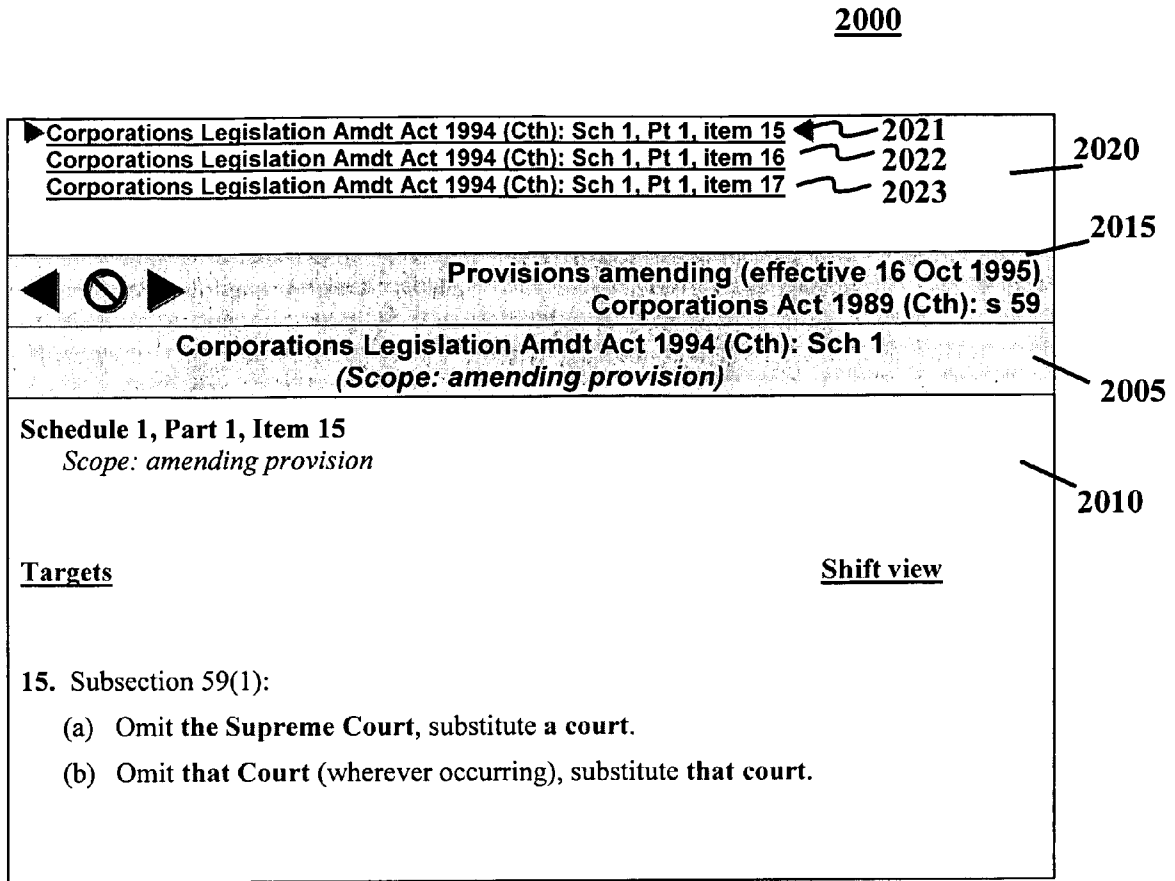 2000
Corporations Legislation Amdt Act 1994 (Cth): Sch 1, Pt 1, item 15 2021
Corporations Legislation Amdt Act 1994 (Cth): Sch 1, Pt 1, item 16 2022
Corporations Legislation Amdt Act 1994 (Cth): Sch 1, Pt 1, item 17 2023
2020
2015
Provisions amending (effective 16 Oct 1995)
Corporations Act 1989 (Cth): s 59
Corporations Legislation Amdt Act 1994 (Cth): Sch 1
(Scope: amending provision)
2005
Schedule 1, Part 1, Item 15
Scope: amending provision
2010
Targets Shift view
15. Subsection 59(1):
(a) Omit the Supreme Court, substitute a court.
(b) Omit that Court (wherever occurring), substitute that court.